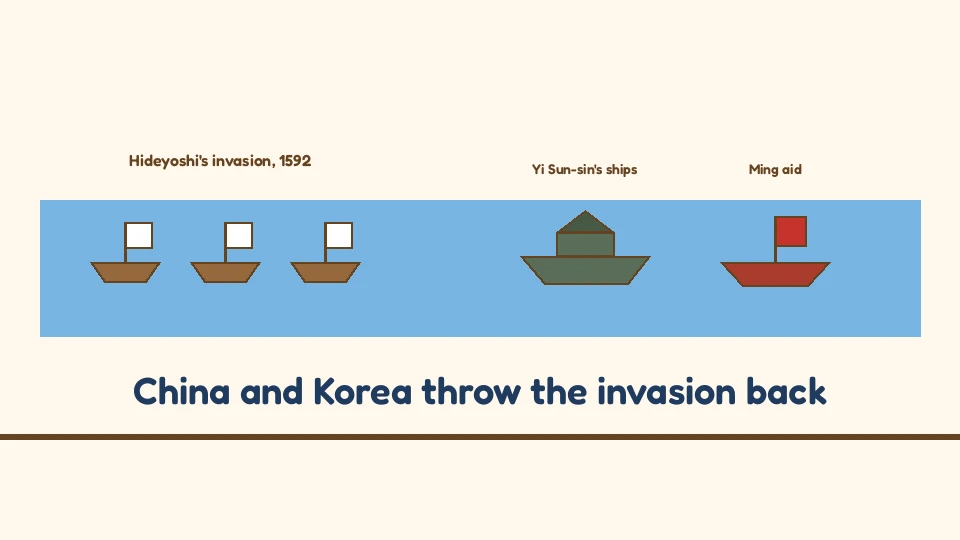 Hideyoshi's invasion, 1592
Yi Sun-sin's ships
Ming aid
China and Korea throw the invasion back